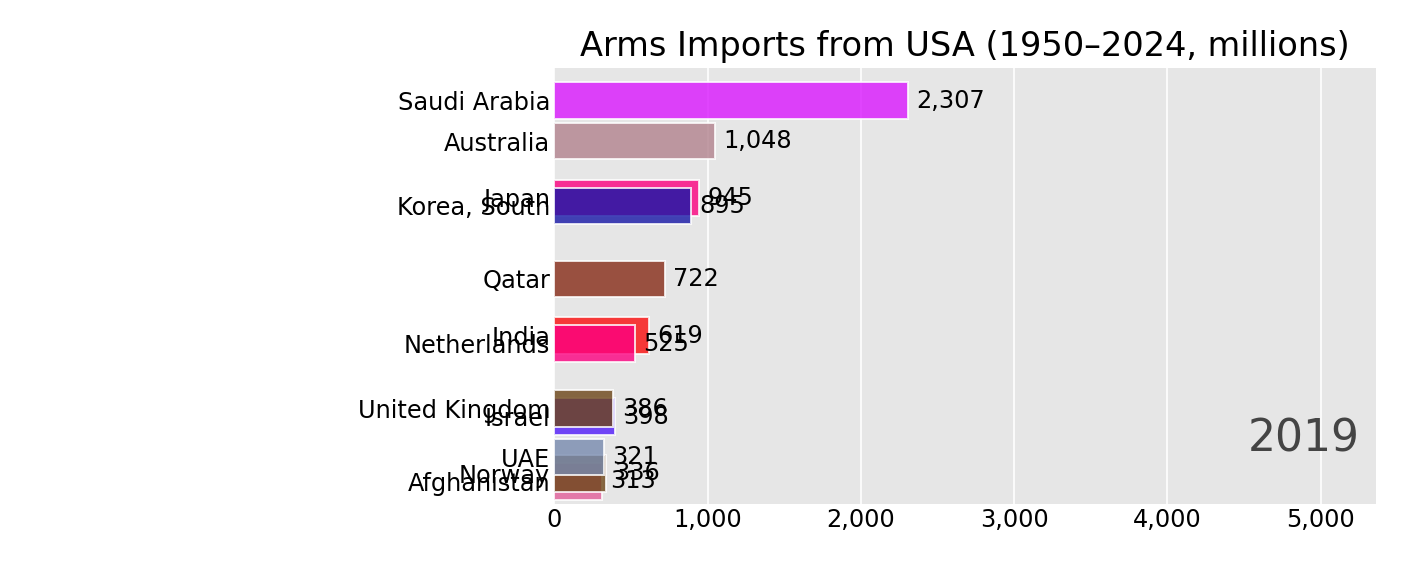 Arms Imports from USA (1950–2024, millions)
Saudi Arabia 2,307
Australia 1,048
Japan 945
Korea, South 895
Qatar 722
India 619
Netherlands 525
United Kingdom 386
Israel 398
UAE 321
Norway 336
Afghanistan 313
2019
0 1,000 2,000 3,000 4,000 5,000